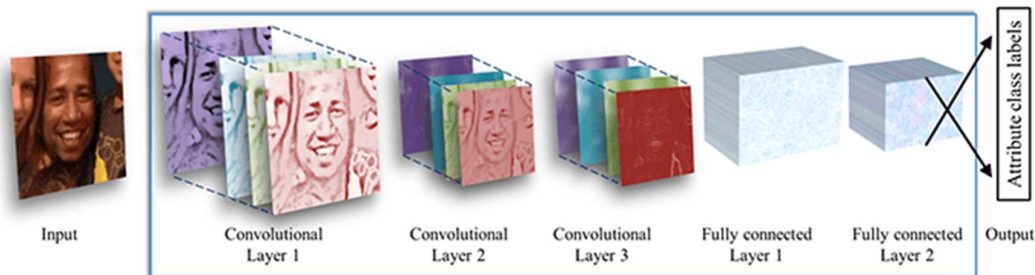 Input
Convolutional
Layer 1
Convolutional
Layer 2
Convolutional
Layer 3
Fully connected
Layer 1
Fully connected
Layer 2
Output
Attribute class labels